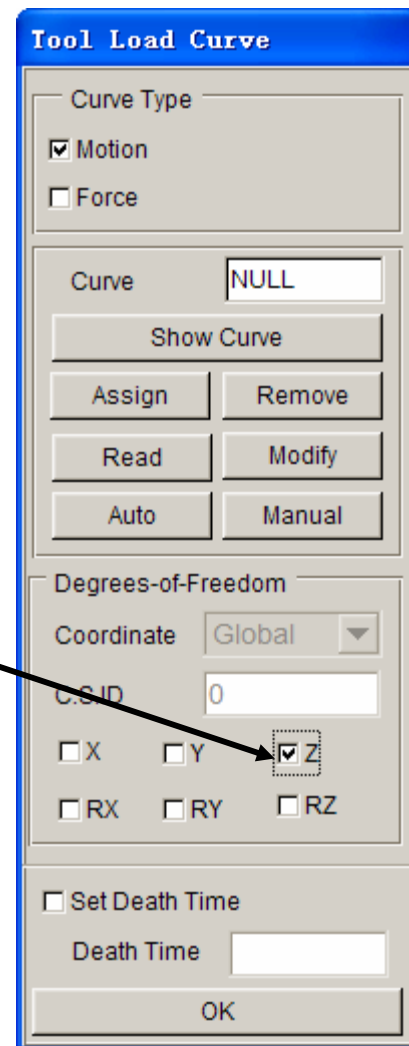 Tool Load Curve
Curve Type
Motion
Force
Curve NULL
Show Curve
Assign Remove
Read Modify
Auto Manual
Degrees-of-Freedom
Coordinate Global
C.S.ID 0
X Y Z
RX RY RZ
Set Death Time
Death Time
OK